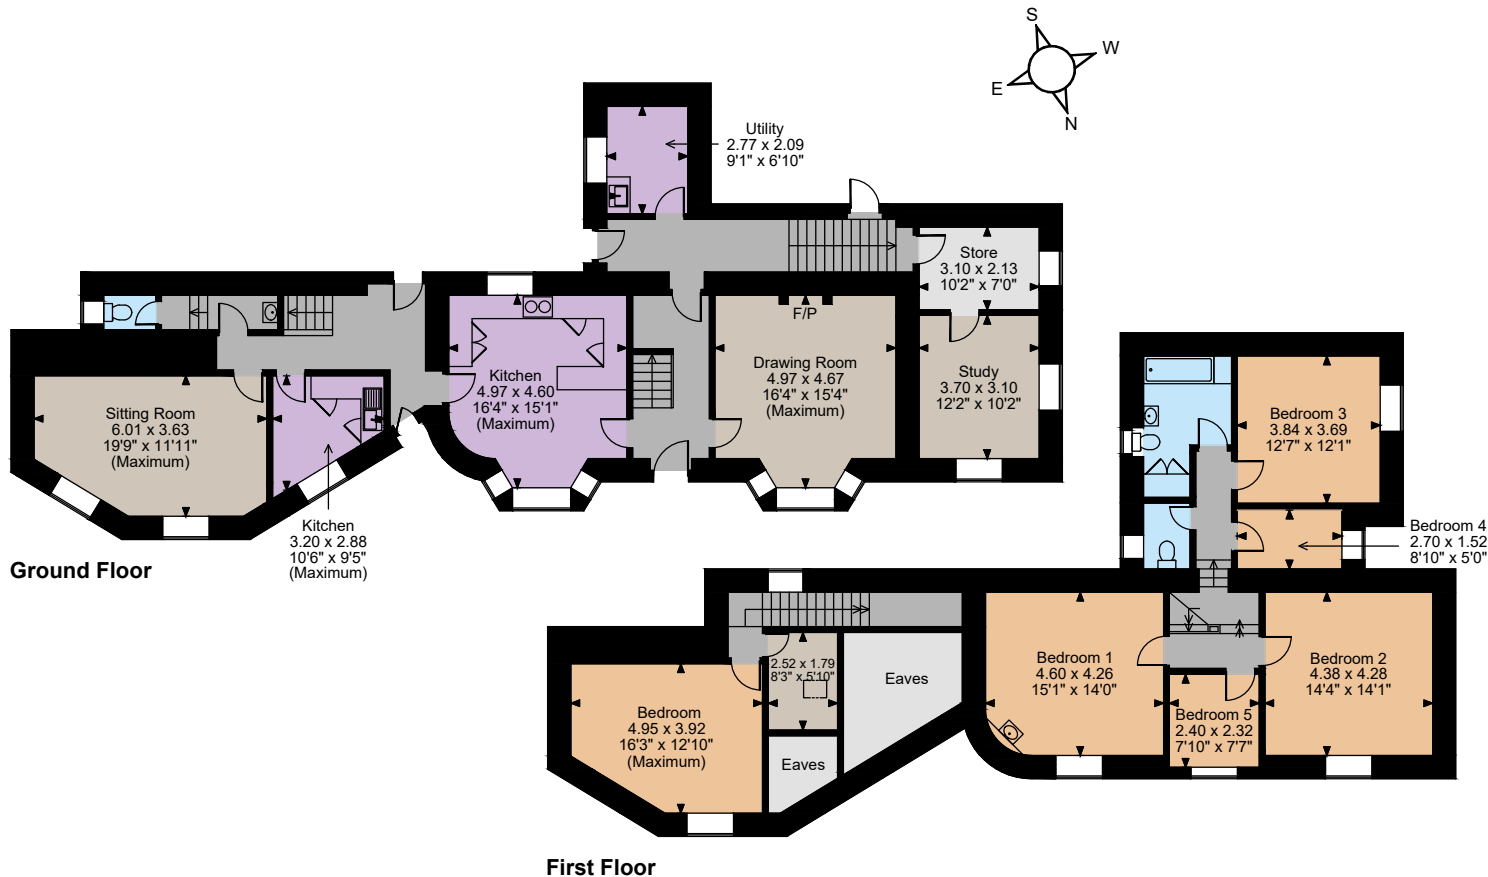 S
W
E
N
Utility
2.77 x 2.09
9'1" x 6'10"
Store
3.10 x 2.13
10'2" x 7'0"
F/P
Drawing Room
4.97 x 4.67
16'4" x 15'4"
(Maximum)
Study
3.70 x 3.10
12'2" x 10'2"
Kitchen
4.97 x 4.60
16'4" x 15'1"
(Maximum)
Sitting Room
6.01 x 3.63
19'9" x 11'11"
(Maximum)
Kitchen
3.20 x 2.88
10'6" x 9'5"
(Maximum)
Ground Floor
Bedroom 3
3.84 x 3.69
12'7" x 12'1"
Bedroom 4
2.70 x 1.52
8'10" x 5'0"
Bedroom 1
4.60 x 4.26
15'1" x 14'0"
Bedroom 2
4.38 x 4.28
14'4" x 14'1"
Bedroom 5
2.40 x 2.32
7'10" x 7'7"
2.52 x 1.79
8'3" x 5'10"
Eaves
Bedroom
4.95 x 3.92
16'3" x 12'10"
(Maximum)
Eaves
First Floor